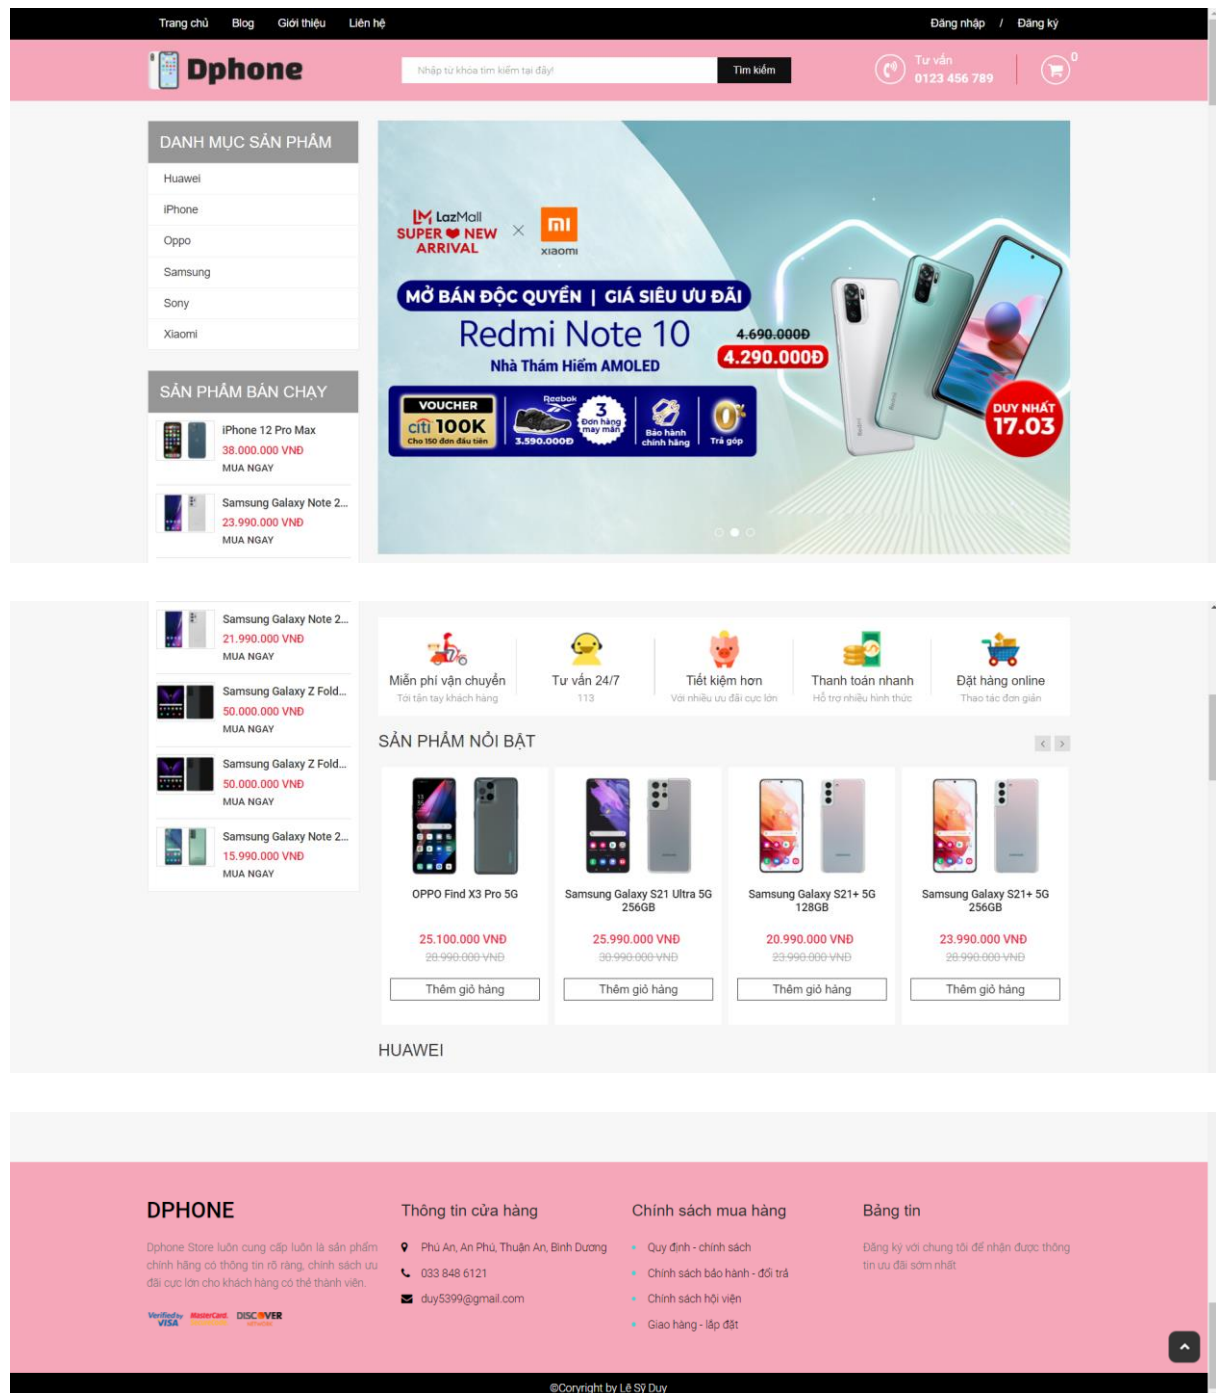 Trang chủ Blog Giới thiệu Liên hệ Đăng nhập / Đăng ký
Dphone
Nhập từ khóa tìm kiếm tại đây!
Tìm kiếm
Tư vấn
0123 456 789
0
DANH MỤC SẢN PHẨM
Huawei
iPhone
Oppo
Samsung
Sony
Xiaomi
SẢN PHẨM BÁN CHẠY
iPhone 12 Pro Max
38.000.000 VNĐ
MUA NGAY
Samsung Galaxy Note 2...
23.990.000 VNĐ
MUA NGAY
LM LazMall
SUPER NEW
ARRIVAL
×
mi
xiaomi
MỞ BÁN ĐỘC QUYỀN | GIÁ SIÊU ƯU ĐÃI
Redmi Note 10
Nhà Thám Hiểm AMOLED
4.690.000Đ
4.290.000Đ
VOUCHER
citi 100K
Cho 150 đơn đầu tiên
Reebok
3.590.000Đ
3
Đơn hàng
may mắn
Bảo hành
chính hãng
0%
Trả góp
Redmi
Redmi
DUY NHẤT
17.03
Samsung Galaxy Note 2...
21.990.000 VNĐ
MUA NGAY
Samsung Galaxy Z Fold...
50.000.000 VNĐ
MUA NGAY
Samsung Galaxy Z Fold...
50.000.000 VNĐ
MUA NGAY
Samsung Galaxy Note 2...
15.990.000 VNĐ
MUA NGAY
Miễn phí vận chuyển
Tới tận tay khách hàng
Tư vấn 24/7
113
Tiết kiệm hơn
Với nhiều ưu đãi cực lớn
Thanh toán nhanh
Hỗ trợ nhiều hình thức
Đặt hàng online
Thao tác đơn giản
SẢN PHẨM NỔI BẬT
OPPO Find X3 Pro 5G
25.100.000 VNĐ
28.990.000 VNĐ
Thêm giỏ hàng
Samsung Galaxy S21 Ultra 5G
256GB
25.990.000 VNĐ
30.990.000 VNĐ
Thêm giỏ hàng
Samsung Galaxy S21+ 5G
128GB
20.990.000 VNĐ
23.990.000 VNĐ
Thêm giỏ hàng
Samsung Galaxy S21+ 5G
256GB
23.990.000 VNĐ
28.990.000 VNĐ
Thêm giỏ hàng
HUAWEI
DPHONE
Dphone Store luôn cung cấp luôn là sản phẩm
chính hãng có thông tin rõ ràng, chính sách ưu
đãi cực lớn cho khách hàng có thẻ thành viên.
Verified by
VISA
MasterCard.
DISCOVER
Thông tin cửa hàng
Phú An, An Phú, Thuận An, Bình Dương
033 848 6121
duy5399@gmail.com
Chính sách mua hàng
Quy định - chính sách
Chính sách bảo hành - đổi trả
Chính sách hội viện
Giao hàng - lắp đặt
Bảng tin
Đăng ký với chung tôi để nhận được thông
tin ưu đãi sớm nhất
©Coryright by Lê Sỹ Duy